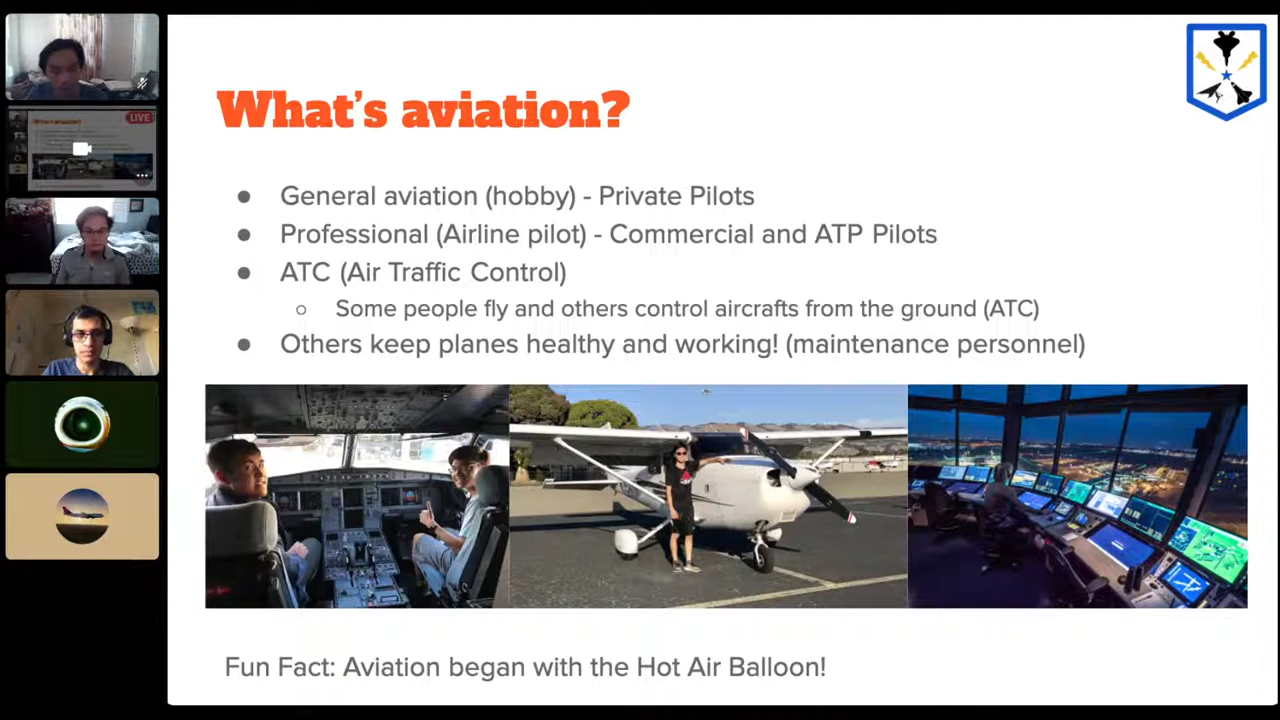 LIVE
What's aviation?
● General aviation (hobby) - Private Pilots
● Professional (Airline pilot) - Commercial and ATP Pilots
● ATC (Air Traffic Control)
○ Some people fly and others control aircrafts from the ground (ATC)
● Others keep planes healthy and working! (maintenance personnel)
Fun Fact: Aviation began with the Hot Air Balloon!